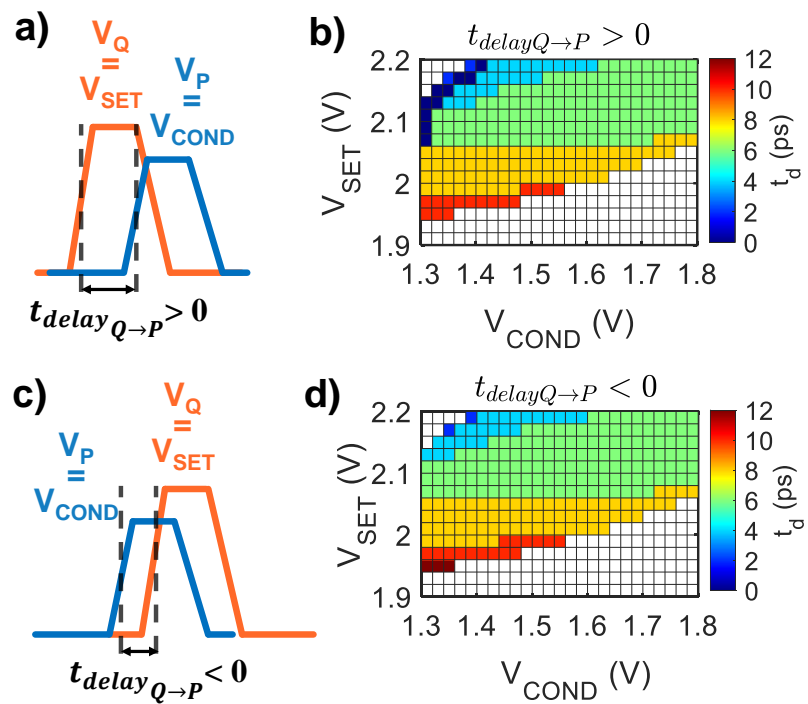 a)
V_Q
=
V_SET
V_P
=
V_COND
t_delay_Q→P > 0
b)
t_delayQ→P > 0
V_SET (V)
2.2
2.1
2
1.9
1.3 1.4 1.5 1.6 1.7 1.8
V_COND (V)
12
10
8
6
4
2
0
t_d (ps)
c)
V_P
=
V_COND
V_Q
=
V_SET
t_delay_Q→P < 0
d)
t_delayQ→P < 0
V_SET (V)
2.2
2.1
2
1.9
1.3 1.4 1.5 1.6 1.7 1.8
V_COND (V)
12
10
8
6
4
2
0
t_d (ps)